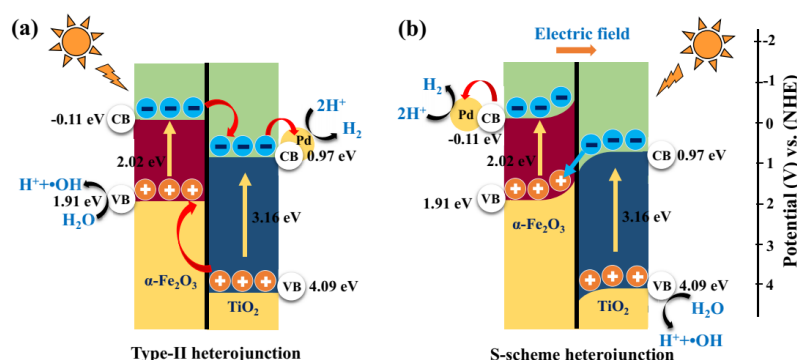 (a)
-0.11 eV
CB
2.02 eV
2H⁺
H₂
Pd
CB
0.97 eV
H⁺+•OH
1.91 eV
VB
H₂O
3.16 eV
α-Fe₂O₃
TiO₂
VB
4.09 eV
Type-II heterojunction
(b)
Electric field
H₂
2H⁺
Pd
CB
-0.11 eV
2.02 eV
CB
0.97 eV
1.91 eV
VB
α-Fe₂O₃
3.16 eV
TiO₂
VB
4.09 eV
H₂O
H⁺+•OH
S-scheme heterojunction
-2
-1
0
1
2
3
4
Potential (V) vs. (NHE)